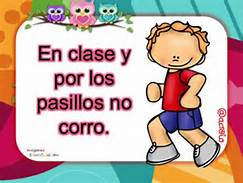 En clase y
por los
pasillos no
corro.